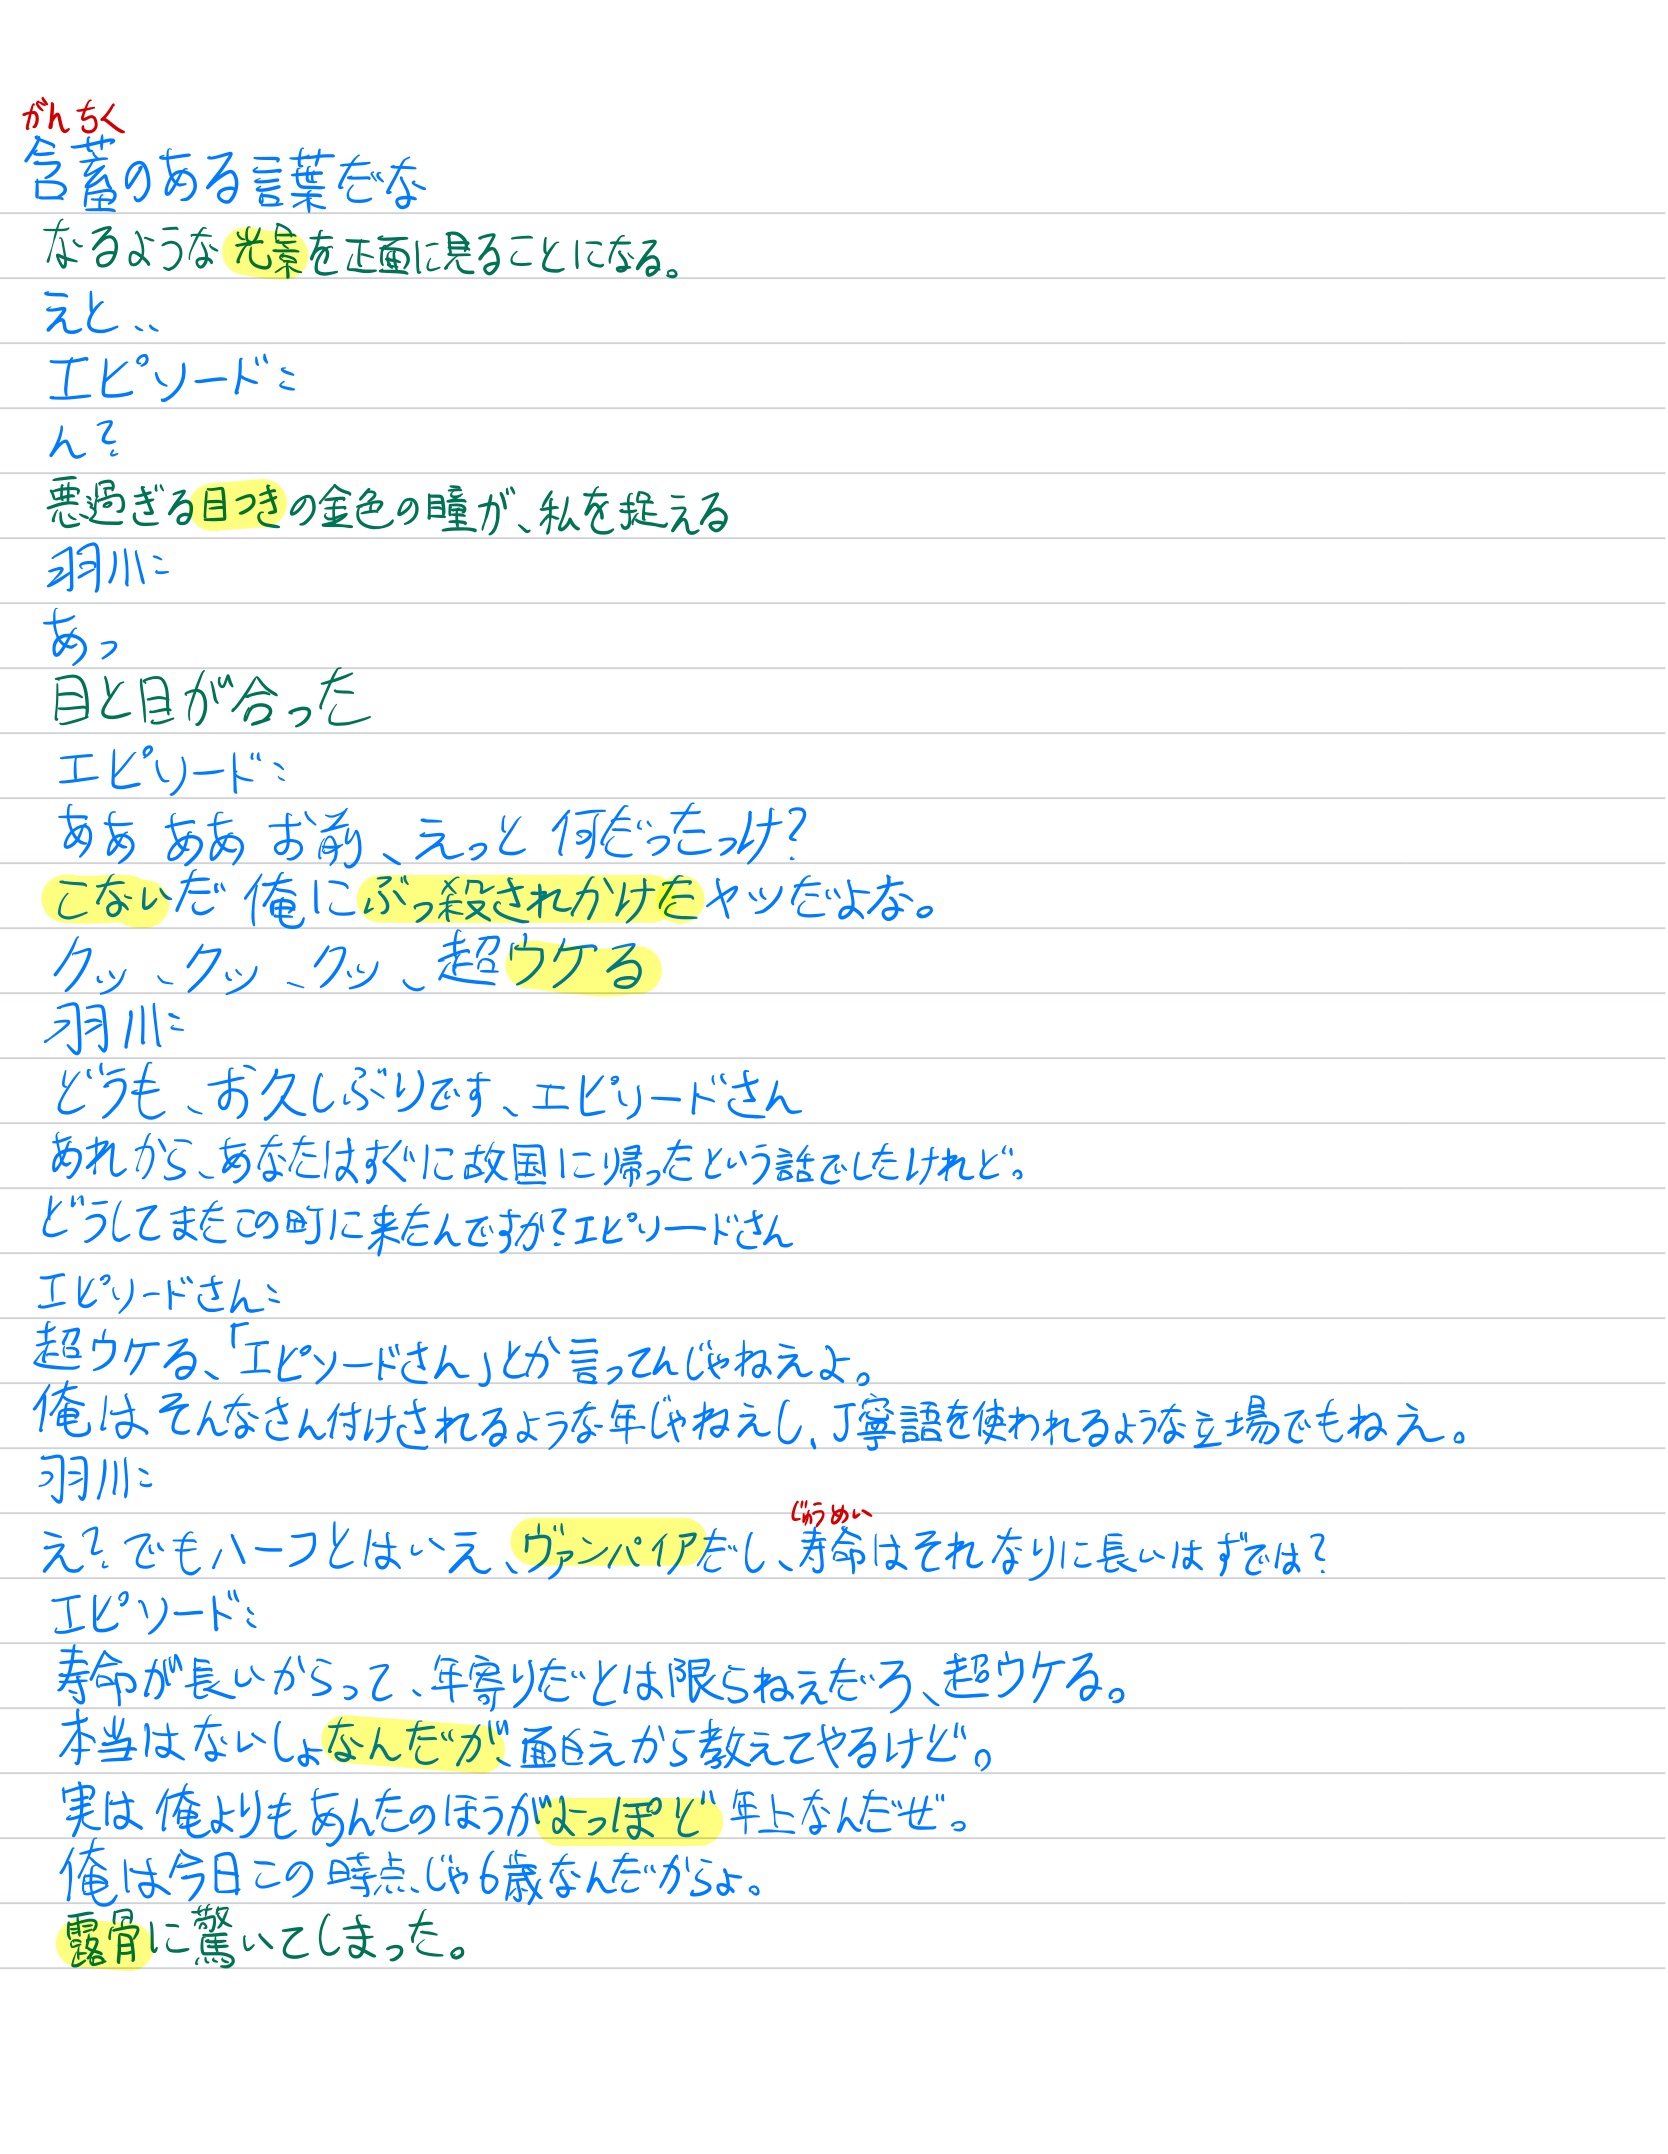 がんちく
含蓄のある言葉だな
なるような光景を正面に見ることになる。
えと、、
エピソード：
ん？
悪過ぎる目つきの金色の瞳が、私を捉える
羽川：
あっ
目と目が合った
エピソード：
ああ ああ お前、えっと 何だったっけ？
こないだ俺にぶっ殺されかけたヤツだよな。
クッ、クッ、クッ、超ウケる
羽川：
どうも、お久しぶりです、エピソードさん
あれから、あなたはすぐに故国に帰ったという話でしたけれど。
どうしてまたこの町に来たんですか？エピソードさん
エピソードさん：
超ウケる、「エピソードさん」とか言ってんじゃねえよ。
俺はそんなさん付けされるような年じゃねえし、丁寧語を使われるような立場でもねえ。
羽川：
じゅうめい
え？でもハーフとはいえ、ヴァンパイアだし、寿命はそれなりに長いはずでは？
エピソード：
寿命が長いからって、年寄りだとは限らねえだろ、超ウケる。
本当はないしょなんだが、面白えから教えてやるけど。
実は俺よりもあんたのほうがよっぽど年上なんだぜ。
俺は今日この時点じゃ6歳なんだからよ。
露骨に驚いてしまった。